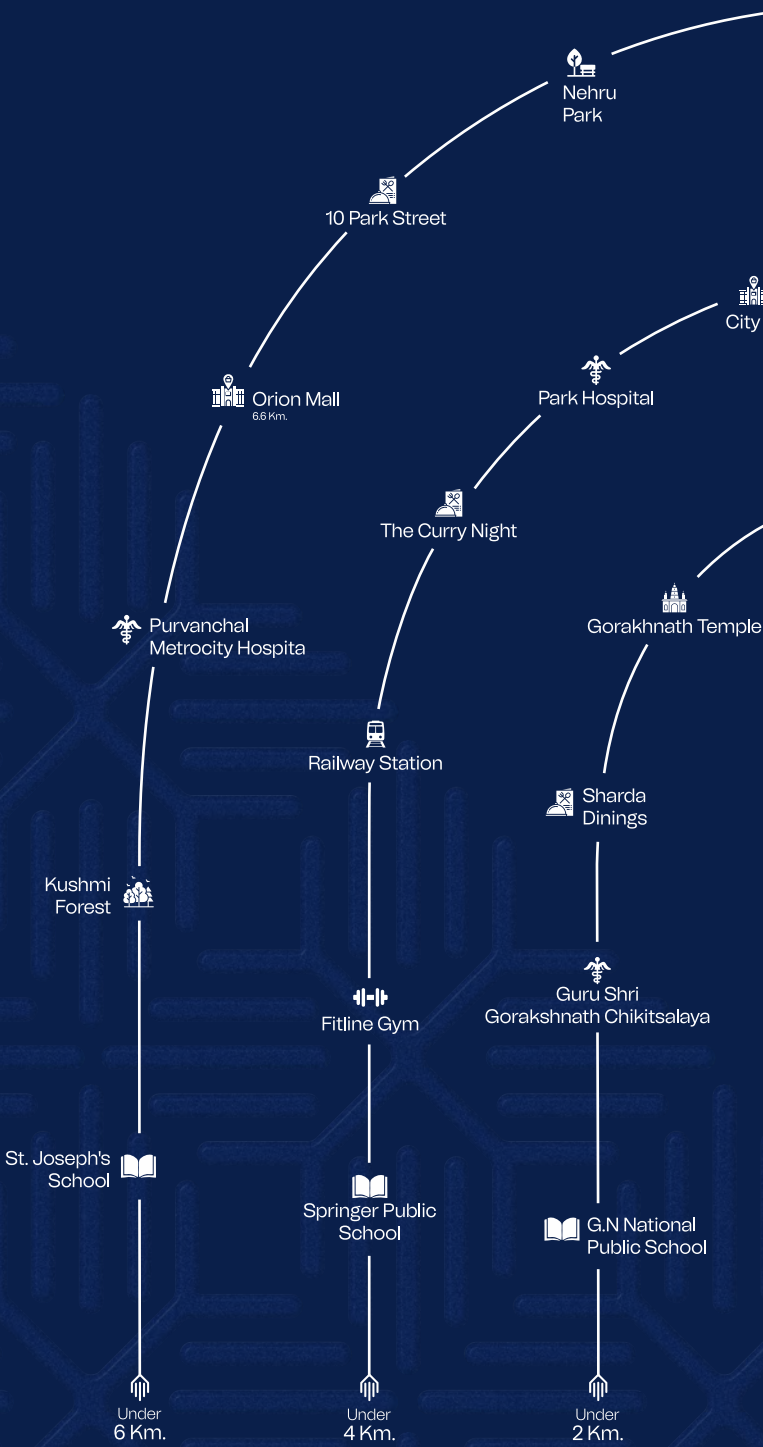 Nehru
Park
10 Park Street
City
Orion Mall
6.6 Km.
Park Hospital
The Curry Night
Gorakhnath Temple
Purvanchal
Metrocity Hospita
Railway Station
Sharda
Dinings
Kushmi
Forest
Guru Shri
Gorakshnath Chikitsalaya
Fitline Gym
St. Joseph's
School
Springer Public
School
G.N National
Public School
Under
6 Km.
Under
4 Km.
Under
2 Km.